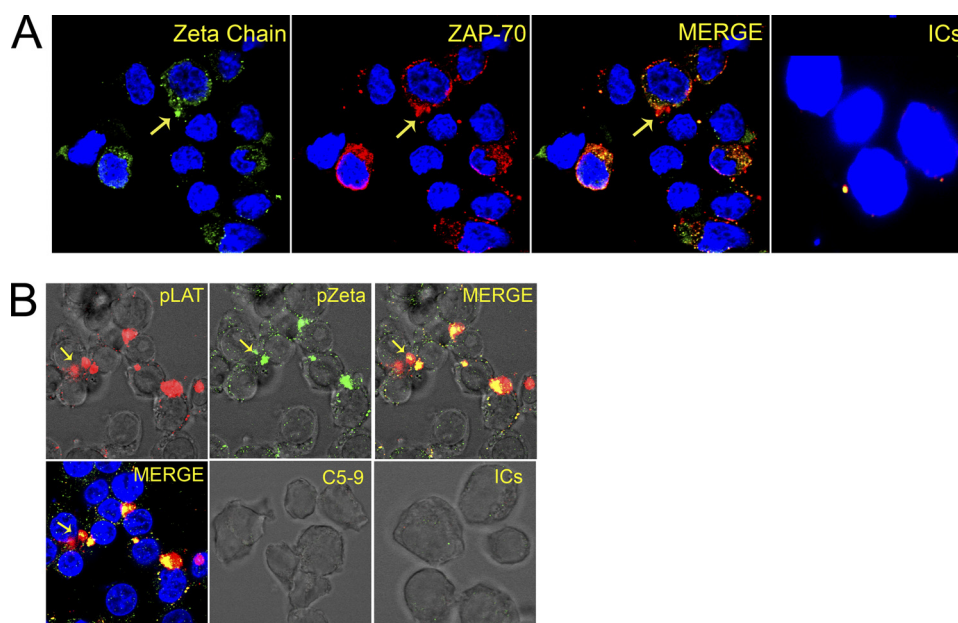 A
Zeta Chain
ZAP-70
MERGE
ICs
B
pLAT
pZeta
MERGE
MERGE
C5-9
ICs